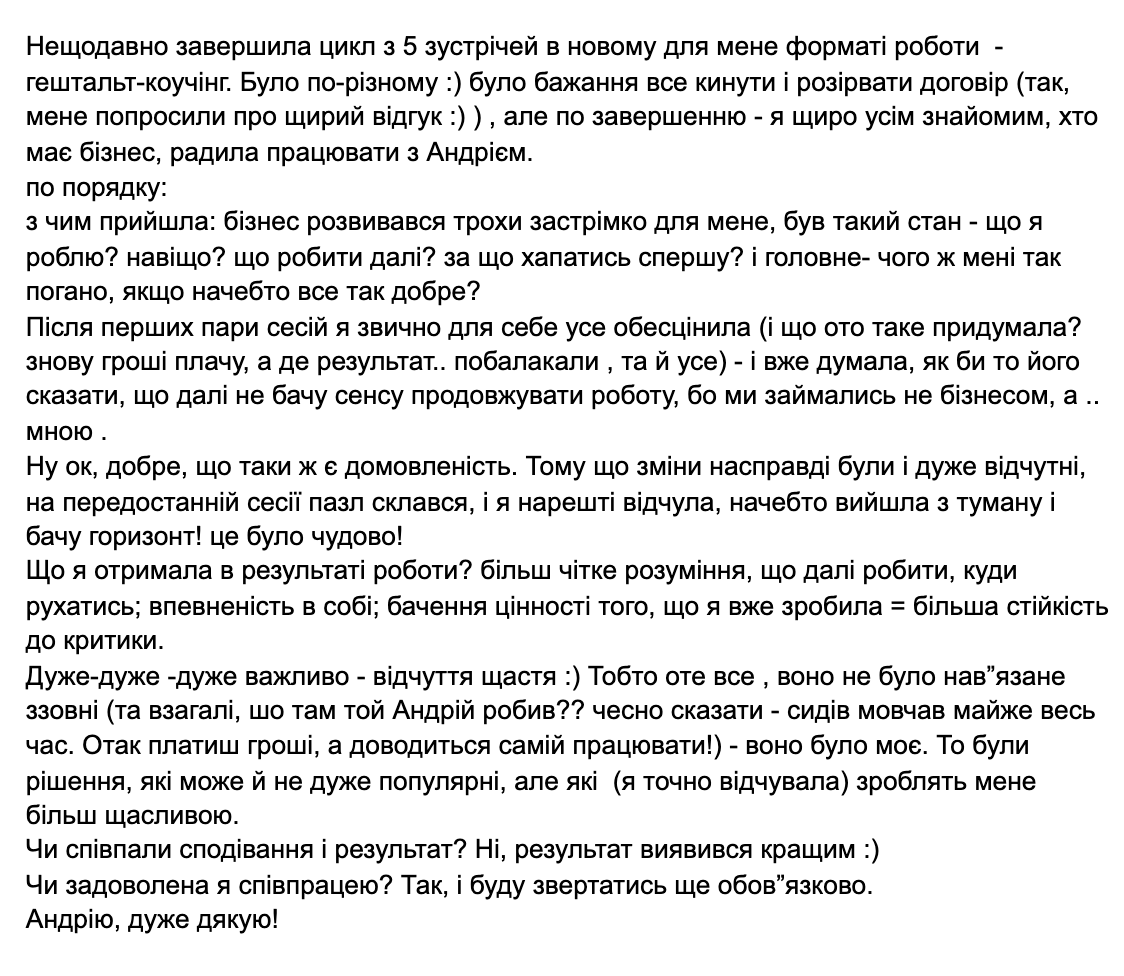 Нещодавно завершила цикл з 5 зустрічей в новому для мене форматі роботи  -
гештальт-коучінг. Було по-різному :) було бажання все кинути і розірвати договір (так,
мене попросили про щирий відгук :) ) , але по завершенню - я щиро усім знайомим, хто
має бізнес, радила працювати з Андрієм.
по порядку:
з чим прийшла: бізнес розвивався трохи застрімко для мене, був такий стан - що я
роблю? навіщо? що робити далі? за що хапатись спершу? і головне- чого ж мені так
погано, якщо начебто все так добре?
Після перших пари сесій я звично для себе усе обесцінила (і що ото таке придумала?
знову гроші плачу, а де результат.. побалакали , та й усе) - і вже думала, як би то його
сказати, що далі не бачу сенсу продовжувати роботу, бо ми займались не бізнесом, а ..
мною .
Ну ок, добре, що таки ж є домовленість. Тому що зміни насправді були і дуже відчутні,
на передостанній сесії пазл склався, і я нарешті відчула, начебто вийшла з туману і
бачу горизонт! це було чудово!
Що я отримала в результаті роботи? більш чітке розуміння, що далі робити, куди
рухатись; впевненість в собі; бачення цінності того, що я вже зробила = більша стійкість
до критики.
Дуже-дуже -дуже важливо - відчуття щастя :) Тобто оте все , воно не було нав”язане
ззовні (та взагалі, шо там той Андрій робив?? чесно сказати - сидів мовчав майже весь
час. Отак платиш гроші, а доводиться самій працювати!) - воно було моє. То були
рішення, які може й не дуже популярні, але які  (я точно відчувала) зроблять мене
більш щасливою.
Чи співпали сподівання і результат? Ні, результат виявився кращим :)
Чи задоволена я співпрацею? Так, і буду звертатись ще обов”язково.
Андрію, дуже дякую!